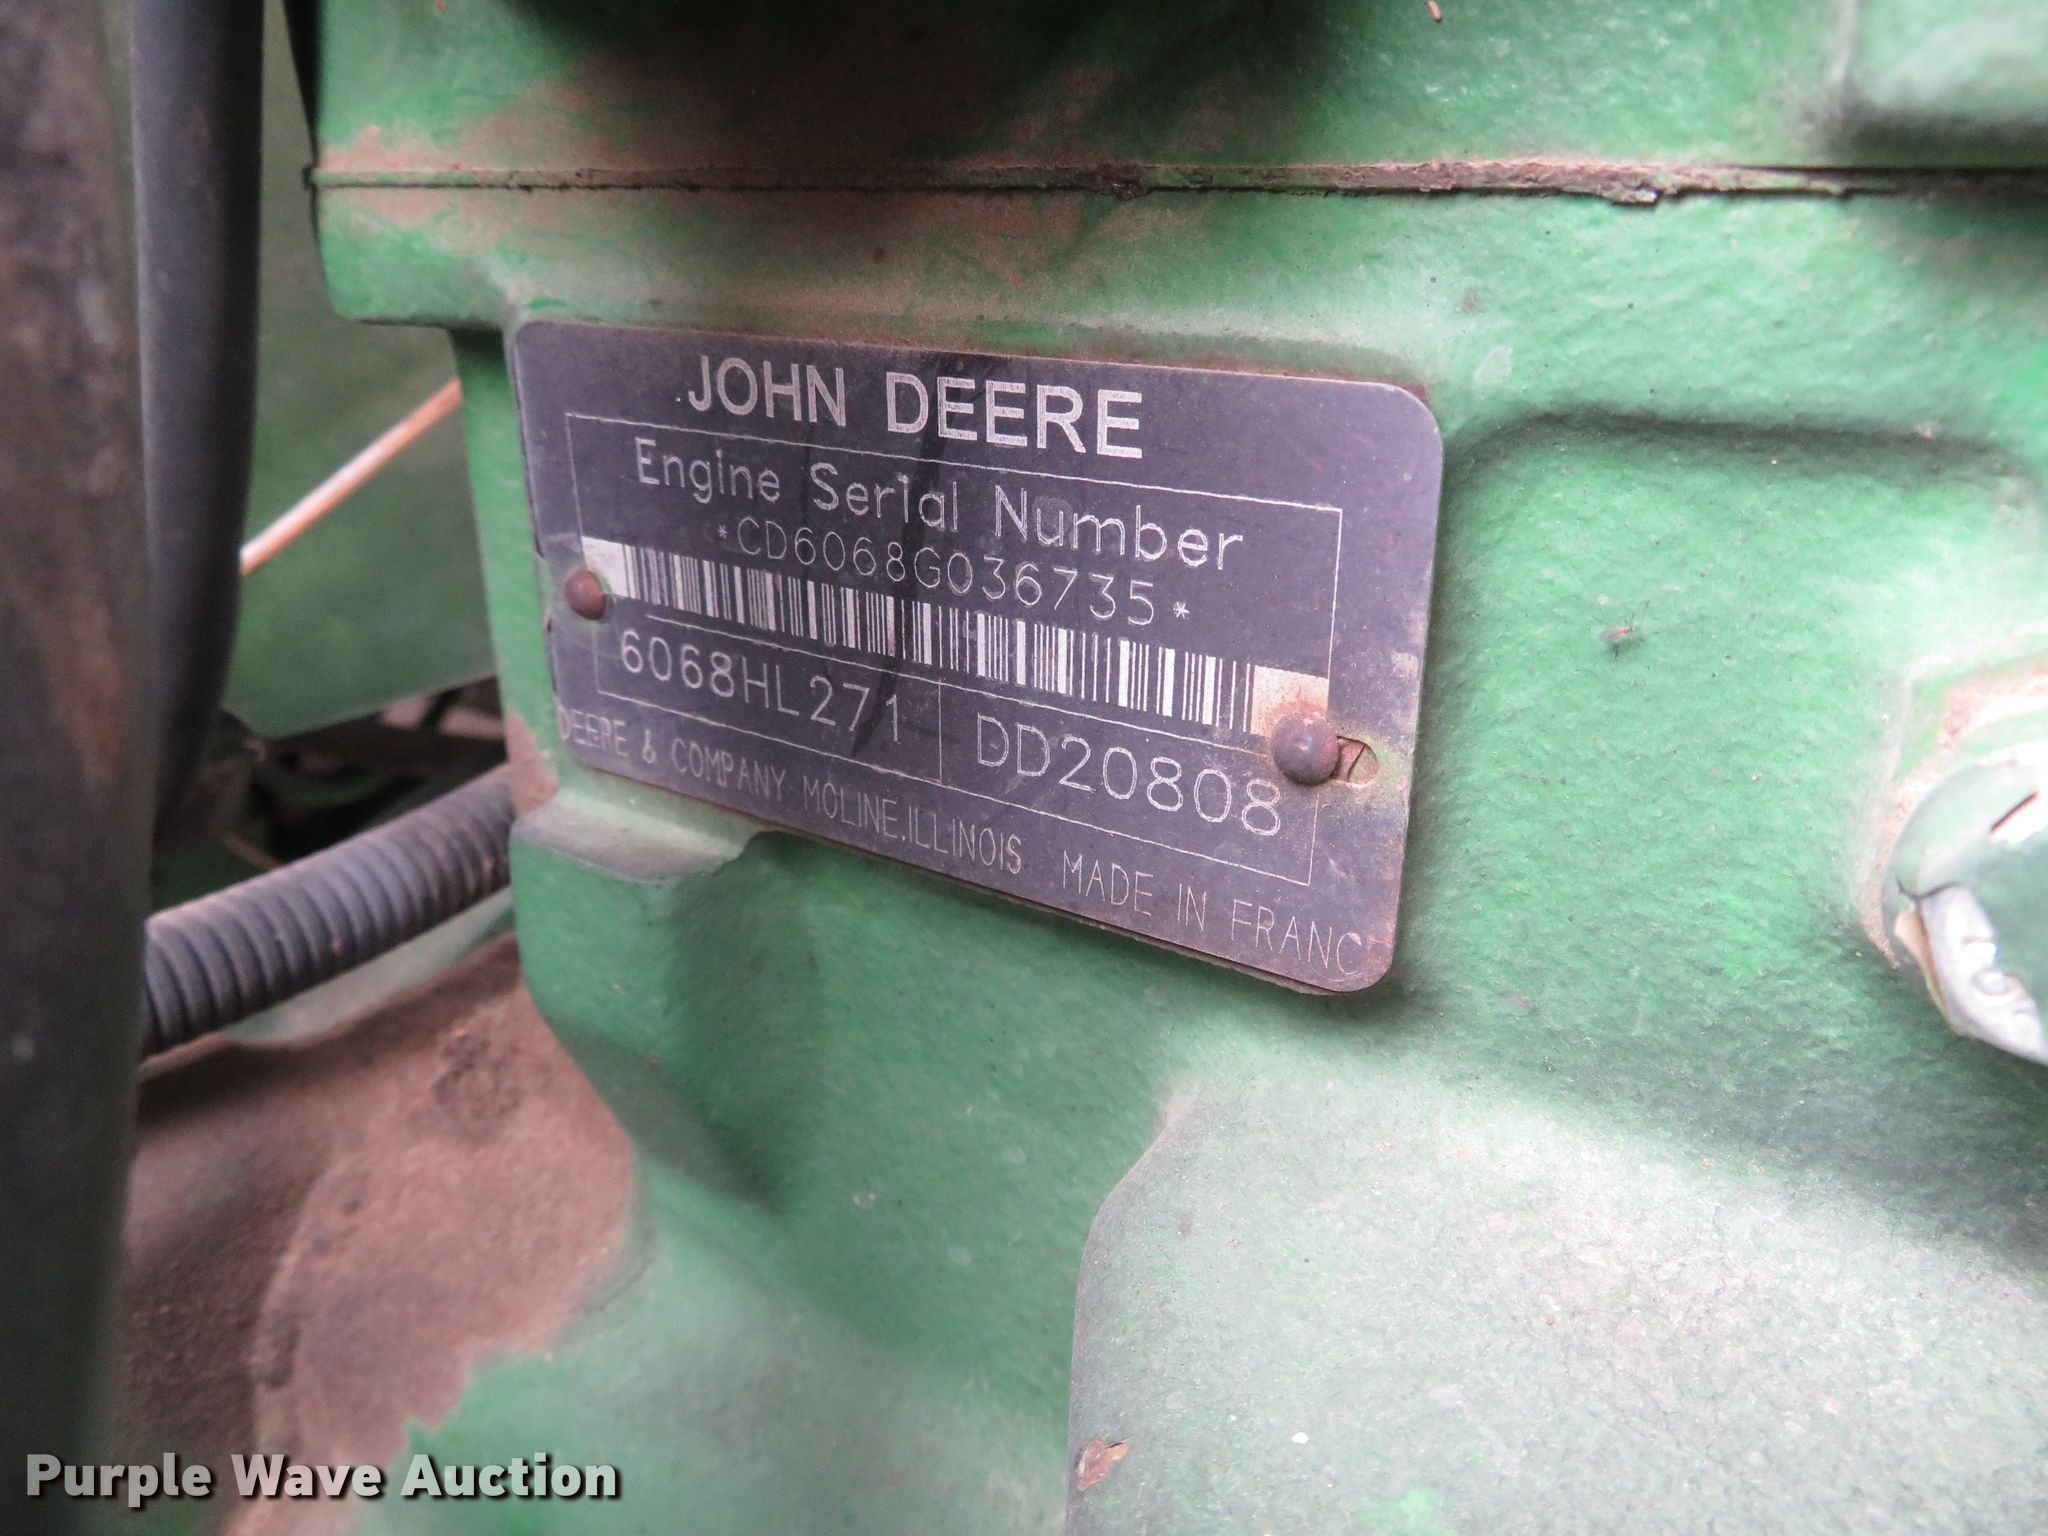 JOHN DEERE
Engine Serial Number
*CD6068G036735*
6068HL271 DD20808
DEERE & COMPANY MOLINE.ILLINOIS MADE IN FRANC
Purple Wave Auction